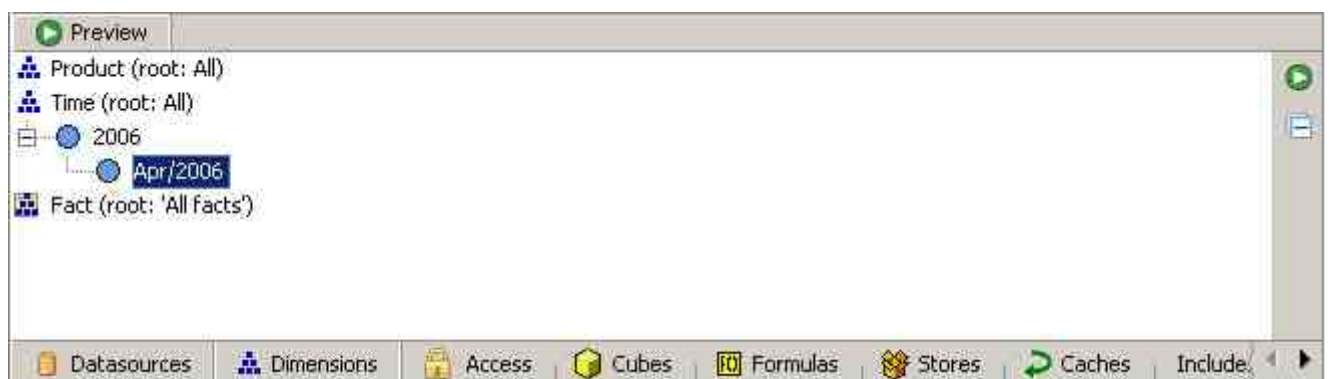 Preview
Product (root: All)
Time (root: All)
2006
Apr/2006
Fact (root: 'All facts')
Datasources Dimensions Access Cubes f() Formulas Stores Caches Include